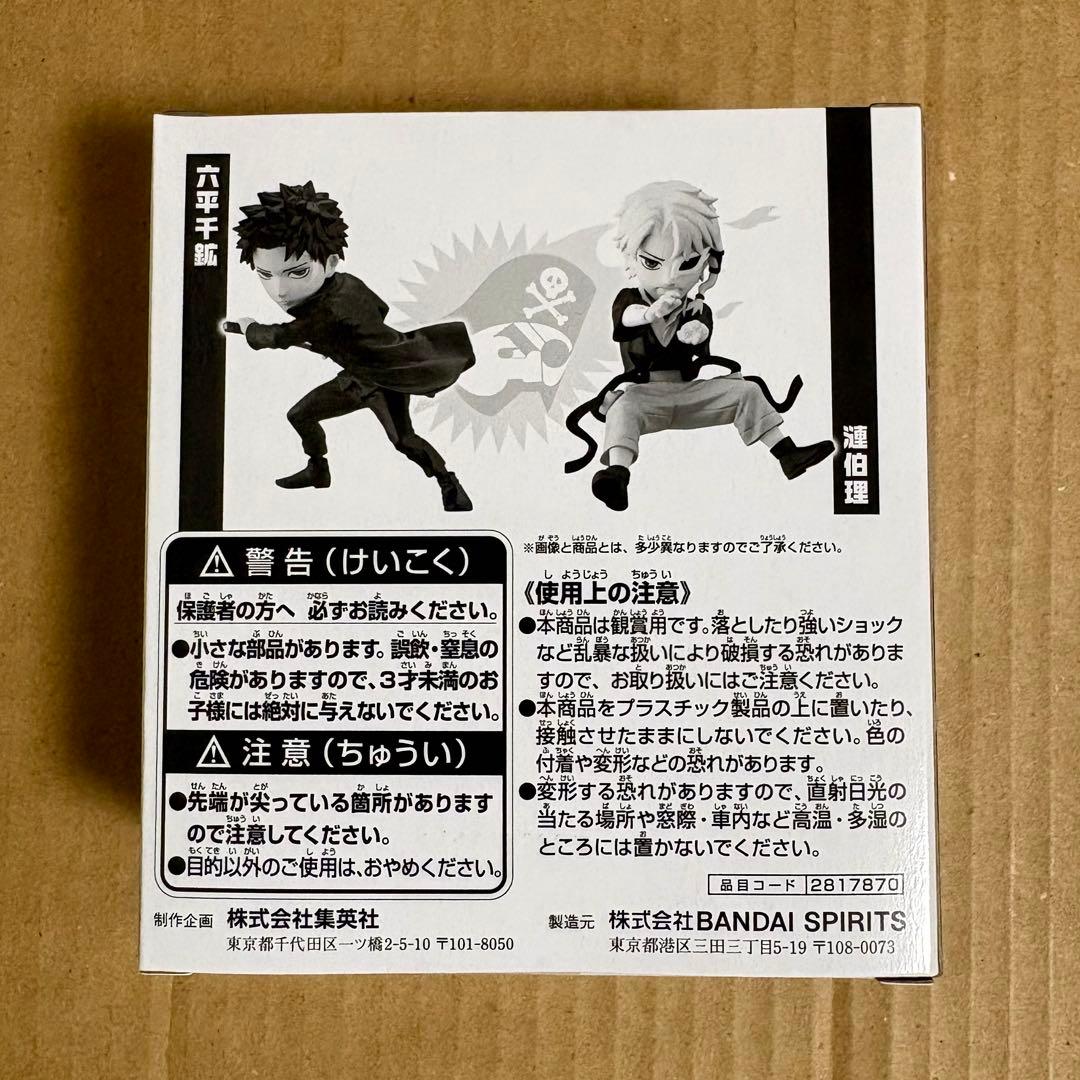 六平千鉱
漣伯理
※画像と商品とは、多少異なりますのでご了承ください。
⚠警告(けいこく)
保護者の方へ 必ずお読みください。
●小さな部品があります。誤飲・窒息の
危険がありますので、3才未満のお
子様には絶対に与えないでください。
⚠注意(ちゅうい)
●先端が尖っている箇所があります
ので注意してください。
●目的以外のご使用は、おやめください。
《使用上の注意》
●本商品は観賞用です。落としたり強いショック
など乱暴な扱いにより破損する恐れがありま
すので、お取り扱いにはご注意ください。
●本商品をプラスチック製品の上に置いたり、
接触させたままにしないでください。色の
付着や変形などの恐れがあります。
●変形する恐れがありますので、直射日光の
当たる場所や窓際・車内など高温・多湿の
ところには置かないでください。
品目コード 2817870
制作企画 株式会社集英社
東京都千代田区一ツ橋2-5-10 〒101-8050
製造元 株式会社BANDAI SPIRITS
東京都港区三田三丁目5-19 〒108-0073